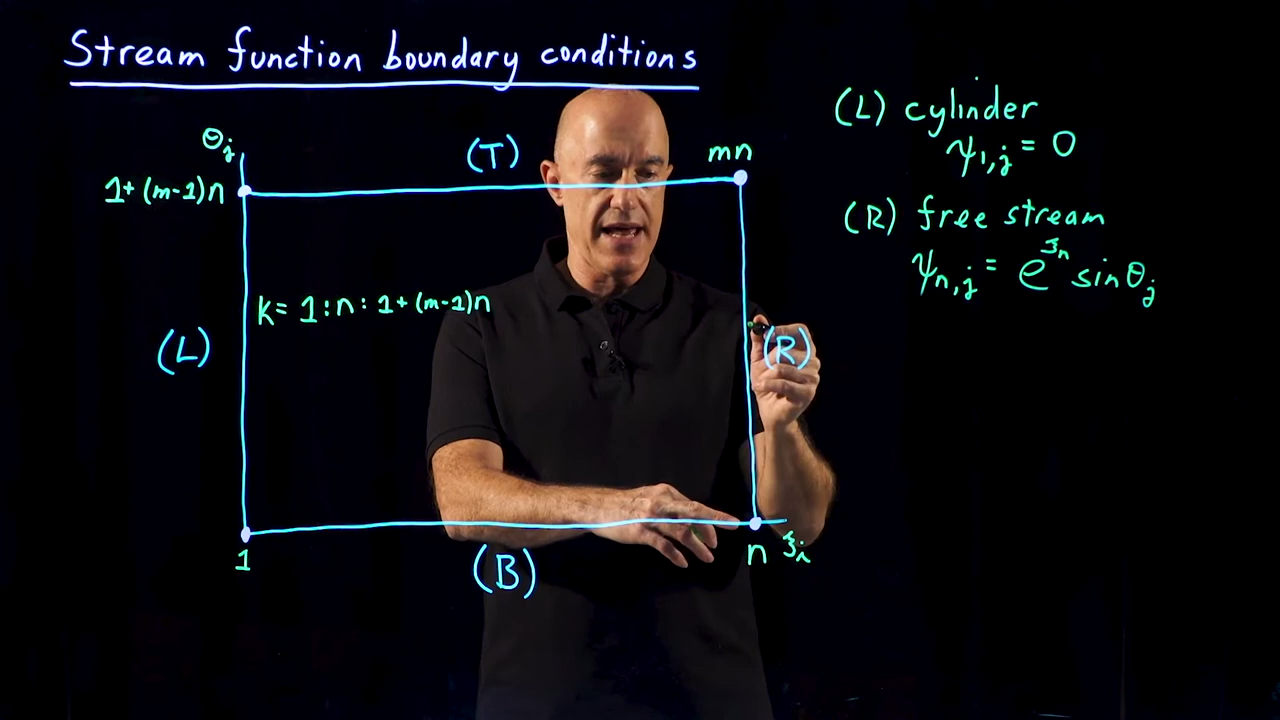 Stream function boundary conditions
(L) cylinder
ψ₁,ⱼ = 0
(R) free stream
ψₙ,ⱼ = e^ξₙ sin θⱼ
θⱼ
(T)
mn
1+(m-1)n
k= 1:n:1+(m-1)n
(L)
(R)
1
(B)
n
ξᵢ